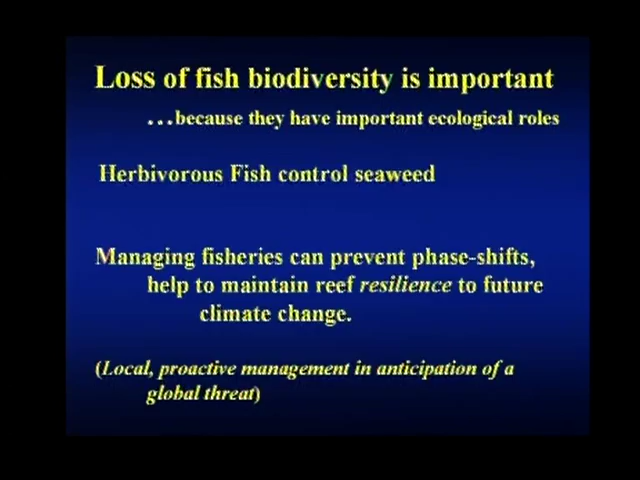 Loss of fish biodiversity is important
...because they have important ecological roles
Herbivorous Fish control seaweed
Managing fisheries can prevent phase-shifts,
help to maintain reef resilience to future
climate change.
(Local, proactive management in anticipation of a
global threat)